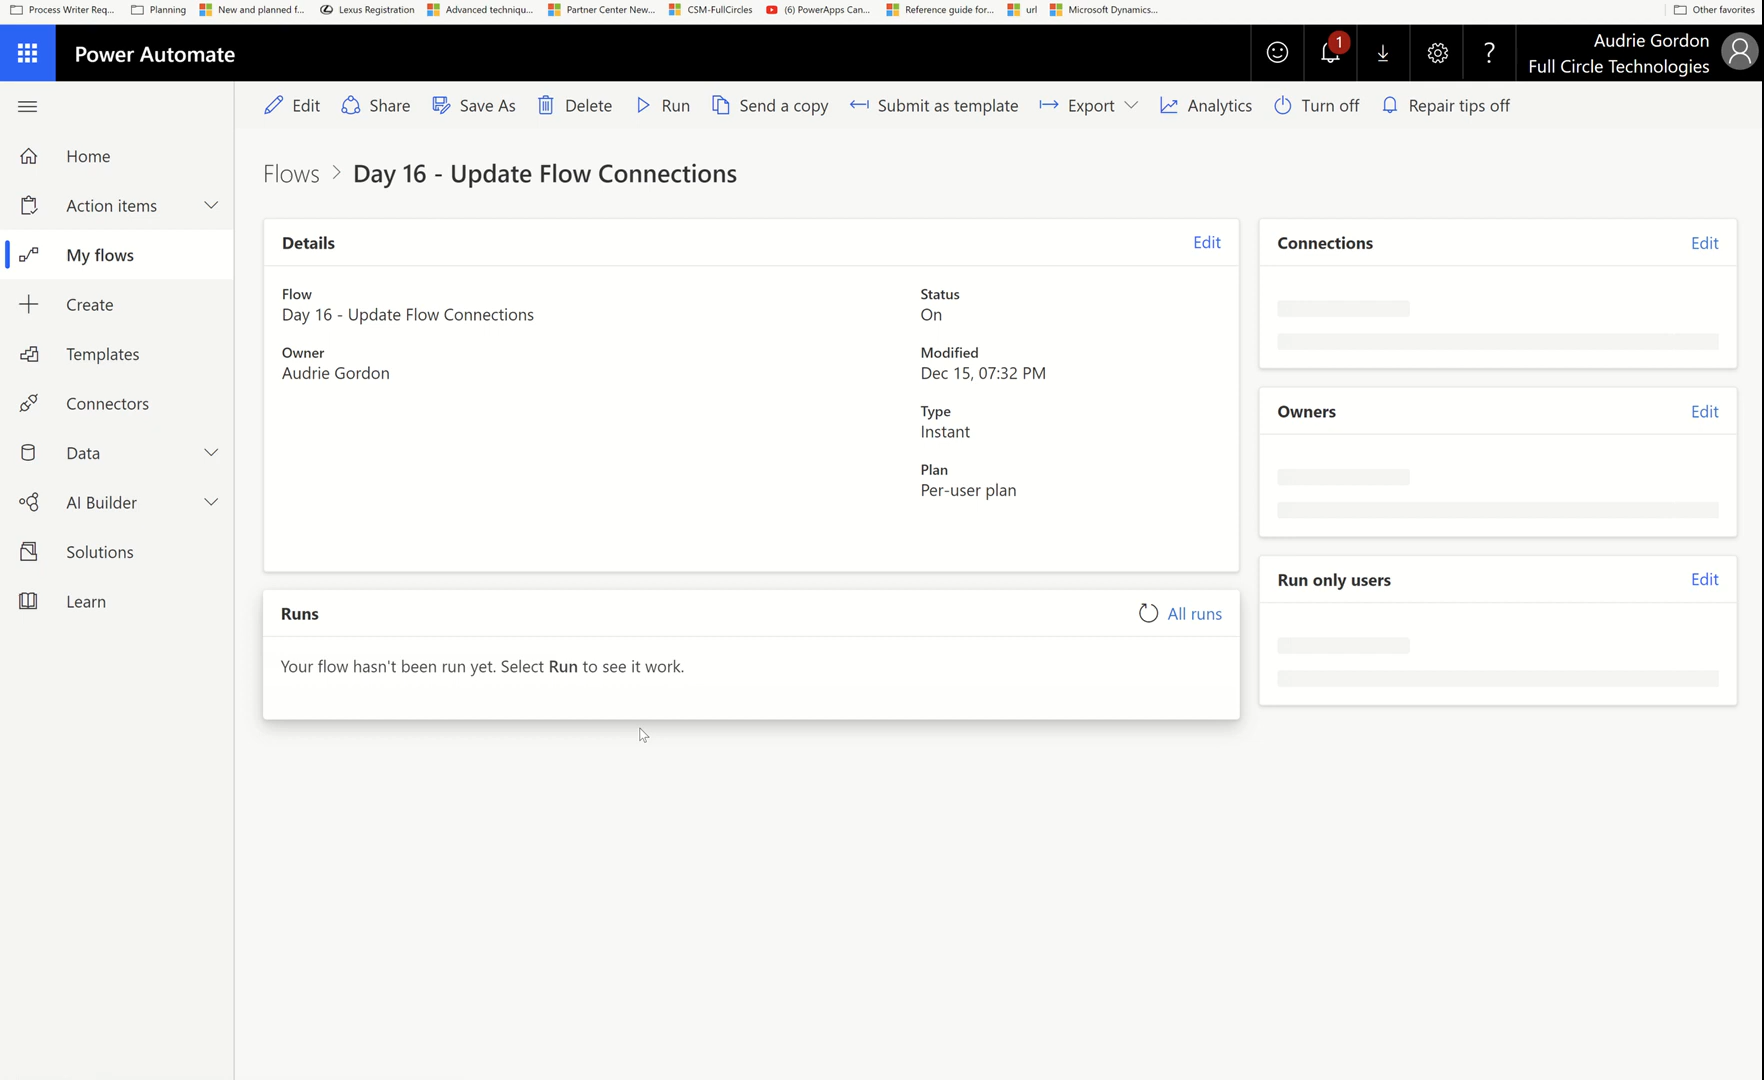 Process Writer Req... Planning New and planned f... Lexus Registration Advanced techniqu... Partner Center New... CSM-FullCircles (6) PowerApps Can... Reference guide for... url Microsoft Dynamics... Other favorites
Power Automate
1
?
Audrie Gordon
Full Circle Technologies
Edit Share Save As Delete Run Send a copy Submit as template Export Analytics Turn off Repair tips off
Home
Action items
My flows
Create
Templates
Connectors
Data
AI Builder
Solutions
Learn
Flows > Day 16 - Update Flow Connections
Details Edit
Flow
Day 16 - Update Flow Connections
Owner
Audrie Gordon
Status
On
Modified
Dec 15, 07:32 PM
Type
Instant
Plan
Per-user plan
Runs All runs
Your flow hasn't been run yet. Select Run to see it work.
Connections Edit
Owners Edit
Run only users Edit